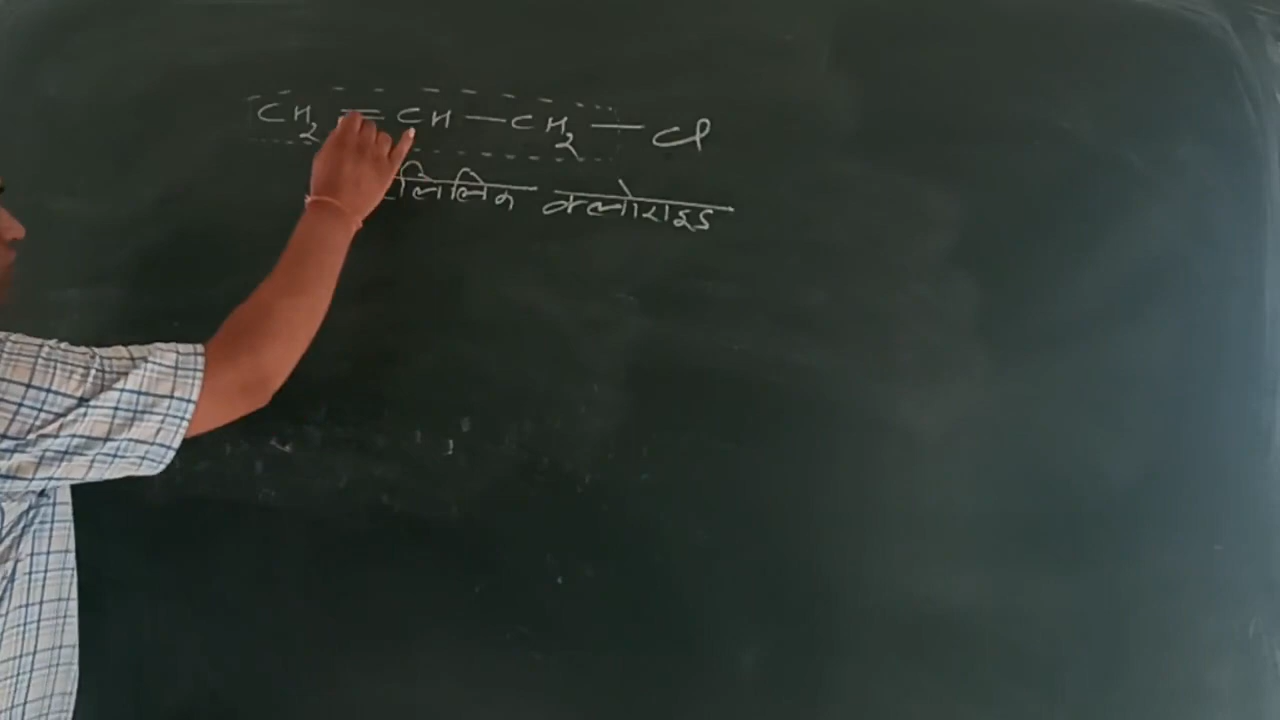 CH₂ = CH — CH₂ — Cl
क्लोराइड